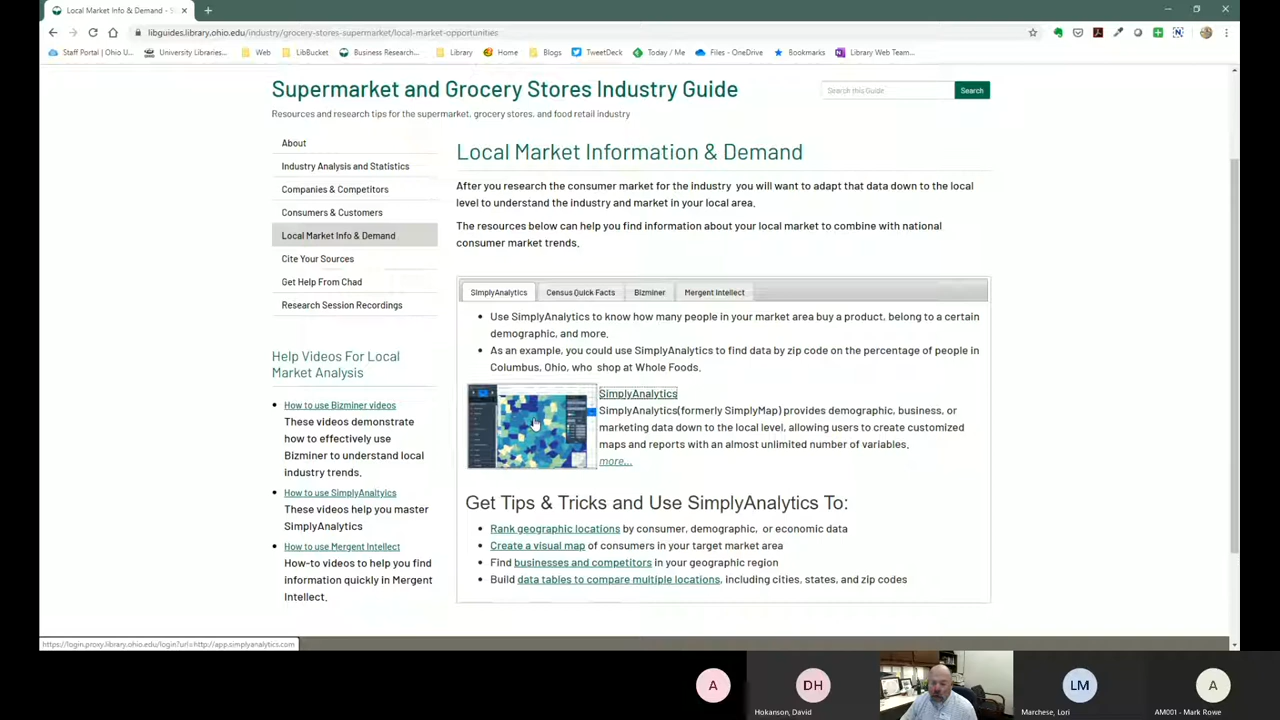 Local Market Info & Demand - S
libguides.library.ohio.edu/industry/grocery-stores-supermarket/local-market-opportunities
Staff Portal | Ohio U...
University Libraries...
Web
LibBucket
Business Research...
Library
Home
Blogs
TweetDeck
Today / Me
Files - OneDrive
Bookmarks
Library Web Team...
Supermarket and Grocery Stores Industry Guide
Search this Guide
Search
Resources and research tips for the supermarket, grocery stores, and food retail industry
About
Industry Analysis and Statistics
Companies & Competitors
Consumers & Customers
Local Market Info & Demand
Cite Your Sources
Get Help From Chad
Research Session Recordings
Help Videos For Local
Market Analysis
How to use Bizminer videos
These videos demonstrate
how to effectively use
Bizminer to understand local
industry trends.
How to use SimplyAnaltyics
These videos help you master
SimplyAnalytics
How to use Mergent Intellect
How-to videos to help you find
information quickly in Mergent
Intellect.
Local Market Information & Demand
After you research the consumer market for the industry you will want to adapt that data down to the local
level to understand the industry and market in your local area.
The resources below can help you find information about your local market to combine with national
consumer market trends.
SimplyAnalytics
Census Quick Facts
Bizminer
Mergent Intellect
Use SimplyAnalytics to know how many people in your market area buy a product, belong to a certain
demographic, and more.
As an example, you could use SimplyAnalytics to find data by zip code on the percentage of people in
Columbus, Ohio, who shop at Whole Foods.
SimplyAnalytics
SimplyAnalytics(formerly SimplyMap) provides demographic, business, or
marketing data down to the local level, allowing users to create customized
maps and reports with an almost unlimited number of variables.
more...
Get Tips & Tricks and Use SimplyAnalytics To:
Rank geographic locations by consumer, demographic, or economic data
Create a visual map of consumers in your target market area
Find businesses and competitors in your geographic region
Build data tables to compare multiple locations, including cities, states, and zip codes
https://login.proxy.library.ohio.edu/login?url=http://app.simplyanalytics.com
A
DH
Hokanson, David
LM
Marchese, Lori
A
AM001 - Mark Rowe